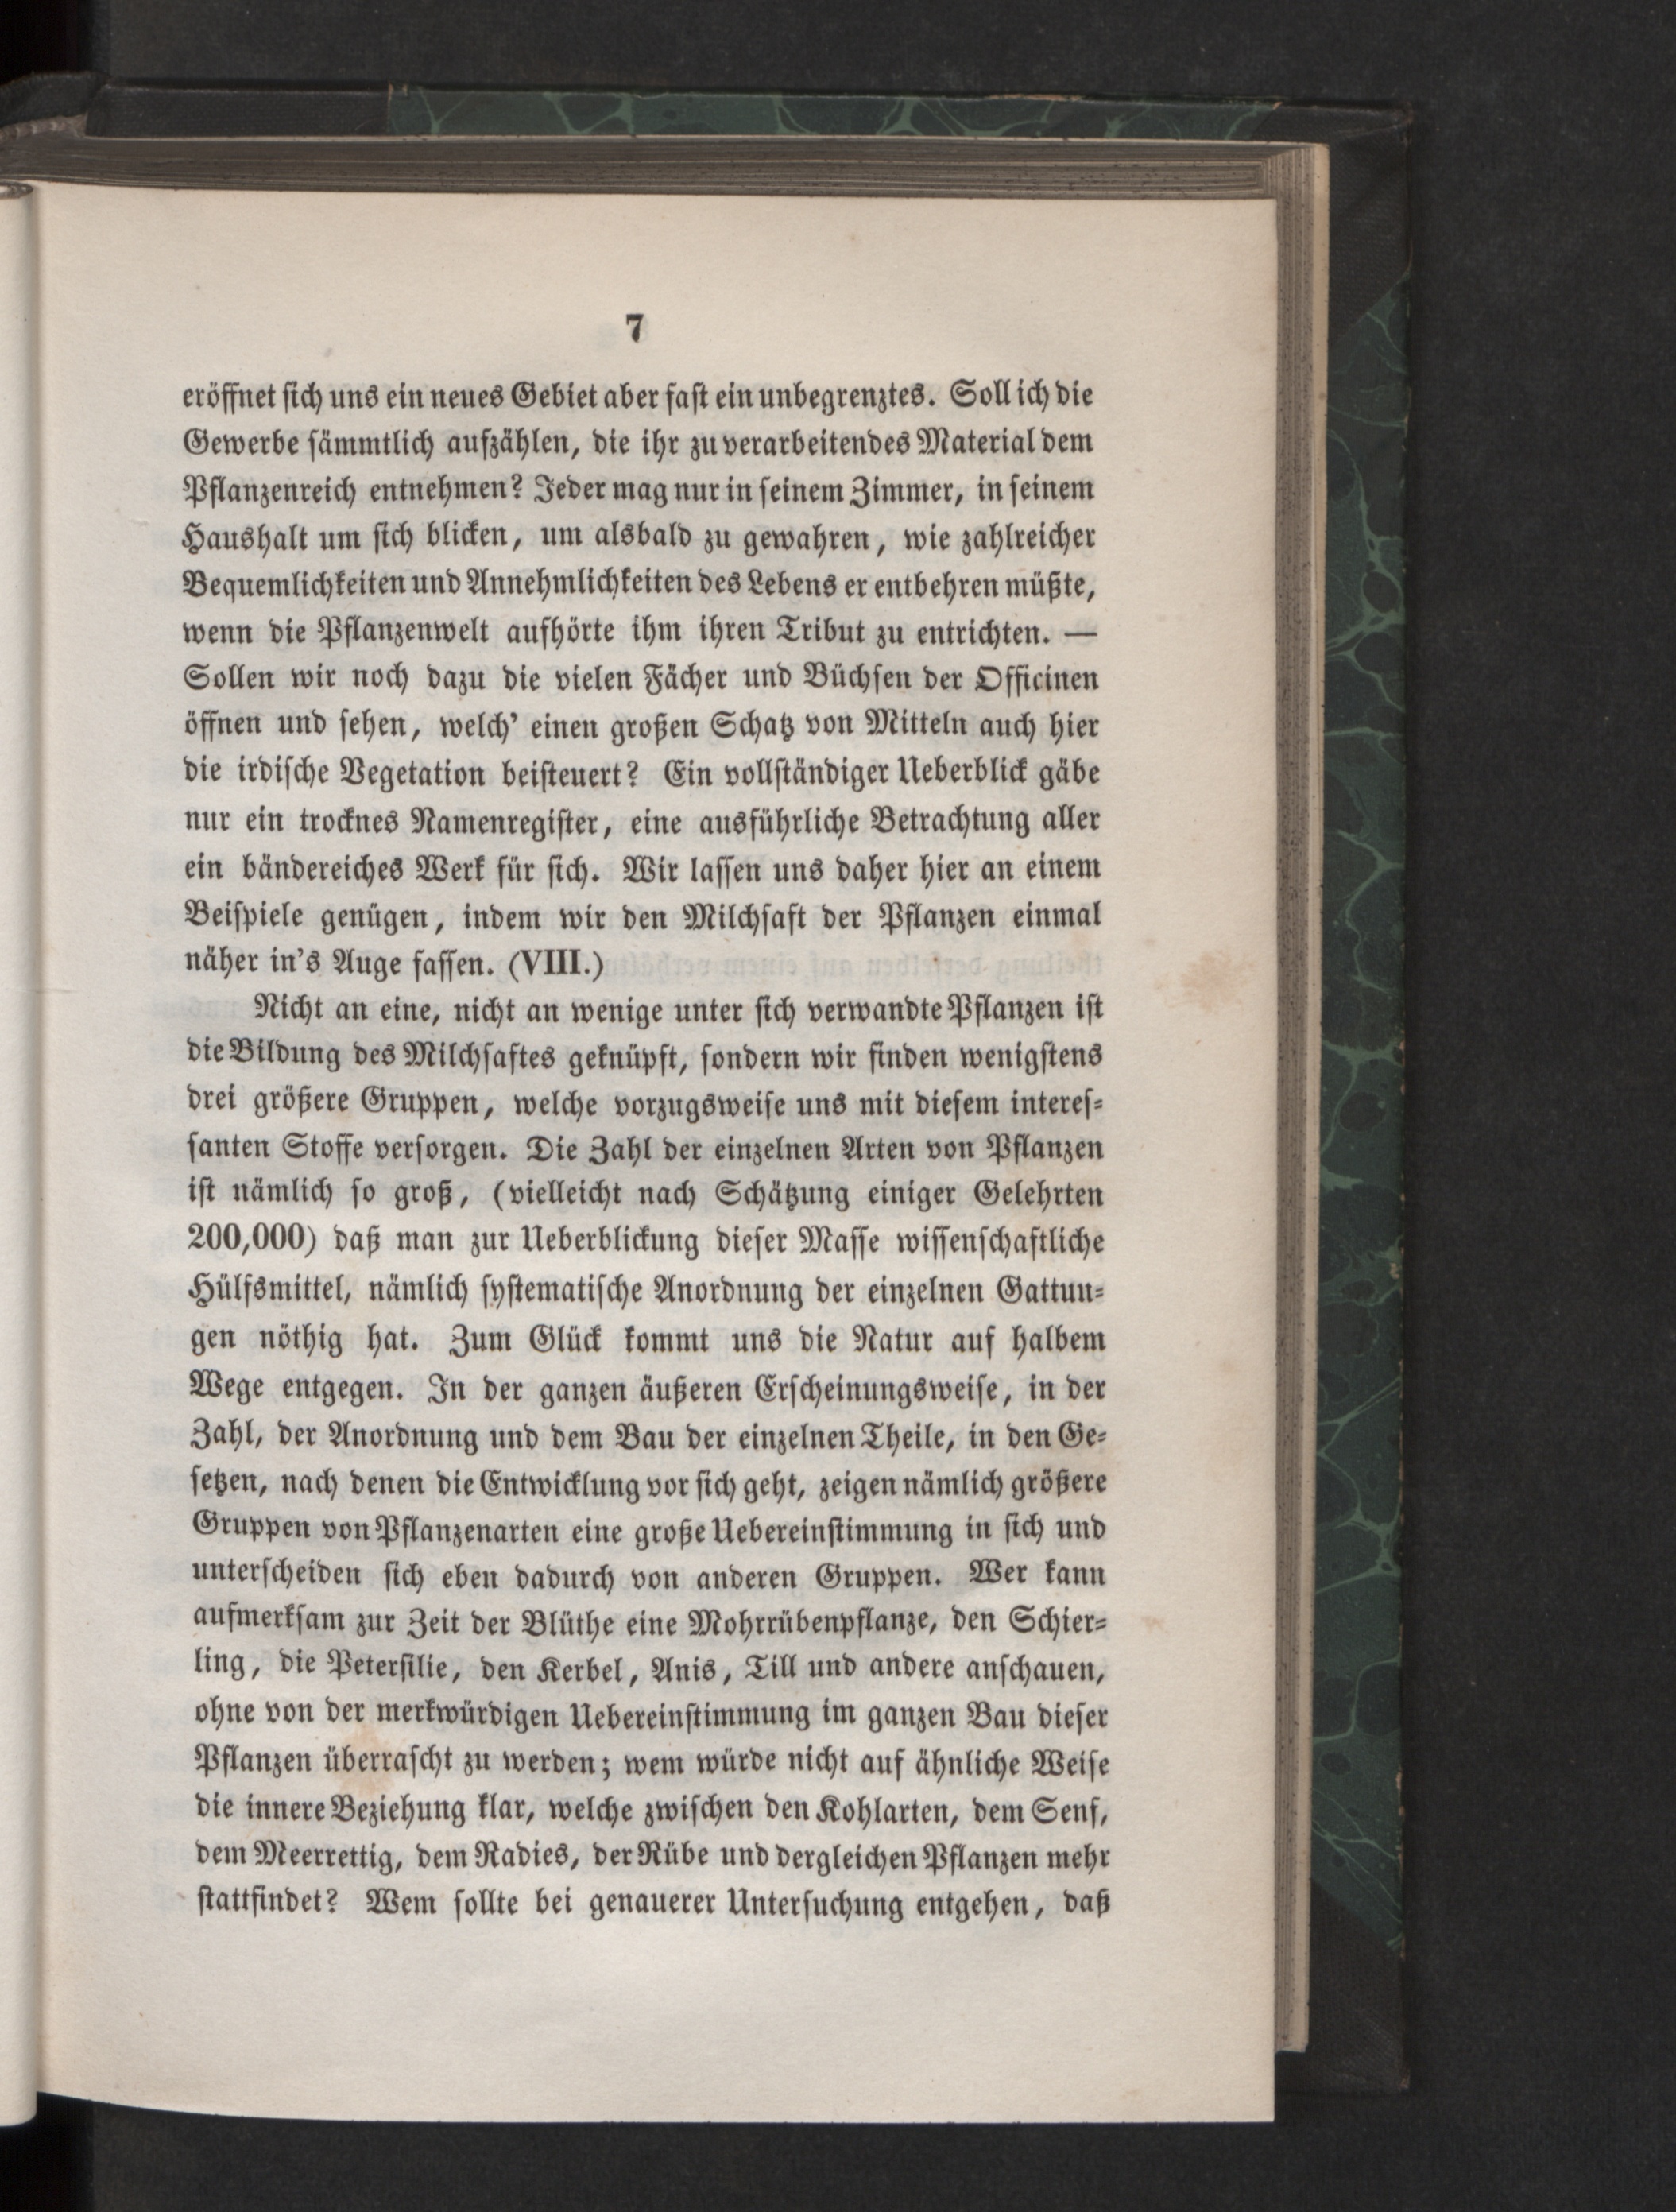 7
eröffnet sich uns ein neues Gebiet aber fast ein unbegrenztes. Soll ich die
Gewerbe sämmtlich aufzählen, die ihr zu verarbeitendes Material dem
Pflanzenreich entnehmen? Jeder mag nur in seinem Zimmer, in seinem
Haushalt um sich blicken, um alsbald zu gewahren, wie zahlreicher
Bequemlichkeiten und Annehmlichkeiten des Lebens er entbehren müßte,
wenn die Pflanzenwelt aufhörte ihm ihren Tribut zu entrichten. —
Sollen wir noch dazu die vielen Fächer und Büchsen der Officinen
öffnen und sehen, welch' einen großen Schatz von Mitteln auch hier
die irdische Vegetation beisteuert? Ein vollständiger Ueberblick gäbe
nur ein trocknes Namenregister, eine ausführliche Betrachtung aller
ein bändereiches Werk für sich. Wir lassen uns daher hier an einem
Beispiele genügen, indem wir den Milchsaft der Pflanzen einmal
näher in's Auge fassen. (VIII.)
Nicht an eine, nicht an wenige unter sich verwandte Pflanzen ist
die Bildung des Milchsaftes geknüpft, sondern wir finden wenigstens
drei größere Gruppen, welche vorzugsweise uns mit diesem interes-
santen Stoffe versorgen. Die Zahl der einzelnen Arten von Pflanzen
ist nämlich so groß, (vielleicht nach Schätzung einiger Gelehrten
200,000) daß man zur Ueberblickung dieser Masse wissenschaftliche
Hülfsmittel, nämlich systematische Anordnung der einzelnen Gattun-
gen nöthig hat. Zum Glück kommt uns die Natur auf halbem
Wege entgegen. In der ganzen äußeren Erscheinungsweise, in der
Zahl, der Anordnung und dem Bau der einzelnen Theile, in den Ge-
setzen, nach denen die Entwicklung vor sich geht, zeigen nämlich größere
Gruppen von Pflanzenarten eine große Uebereinstimmung in sich und
unterscheiden sich eben dadurch von anderen Gruppen. Wer kann
aufmerksam zur Zeit der Blüthe eine Mohrrübenpflanze, den Schier-
ling, die Petersilie, den Kerbel, Anis, Till und andere anschauen,
ohne von der merkwürdigen Uebereinstimmung im ganzen Bau dieser
Pflanzen überrascht zu werden; wem würde nicht auf ähnliche Weise
die innere Beziehung klar, welche zwischen den Kohlarten, dem Senf,
dem Meerrettig, dem Radies, der Rübe und dergleichen Pflanzen mehr
stattfindet? Wem sollte bei genauerer Untersuchung entgehen, daß